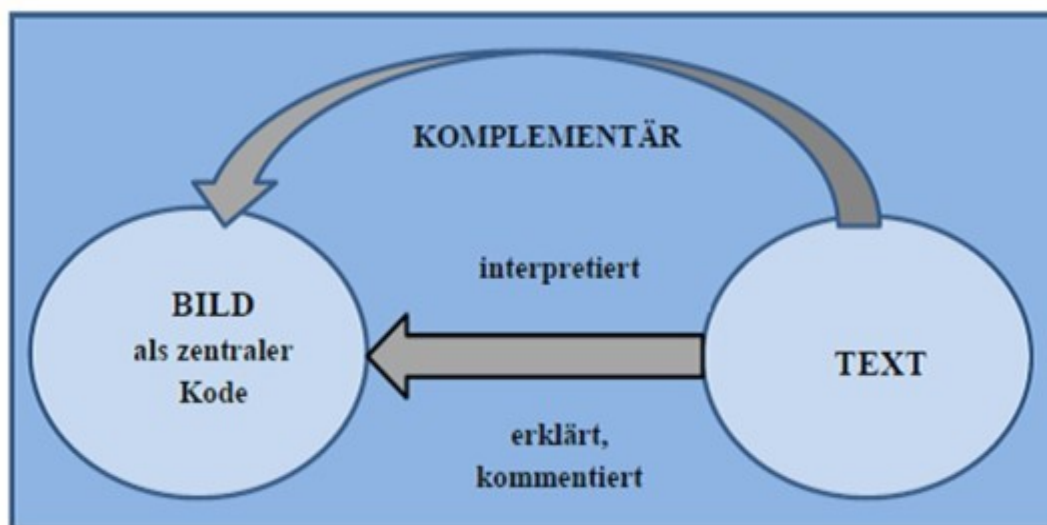 KOMPLEMENTÄR
interpretiert
BILD
als zentraler
Kode
TEXT
erklärt,
kommentiert